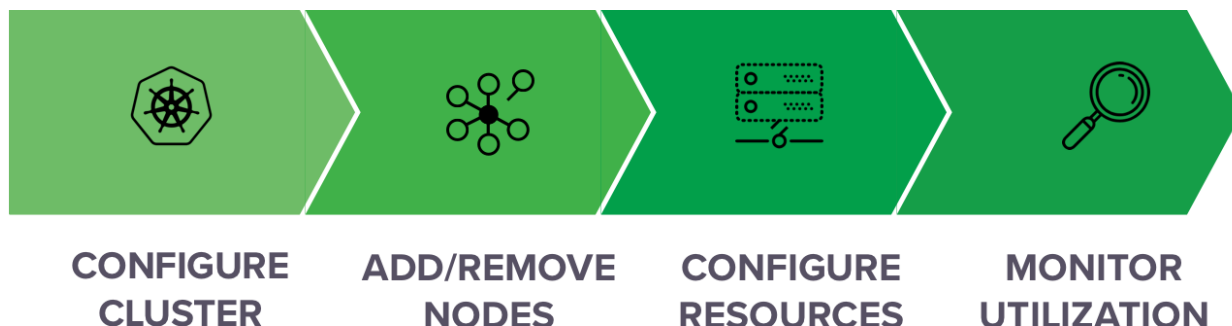 CONFIGURE
CLUSTER
ADD/REMOVE
NODES
CONFIGURE
RESOURCES
MONITOR
UTILIZATION